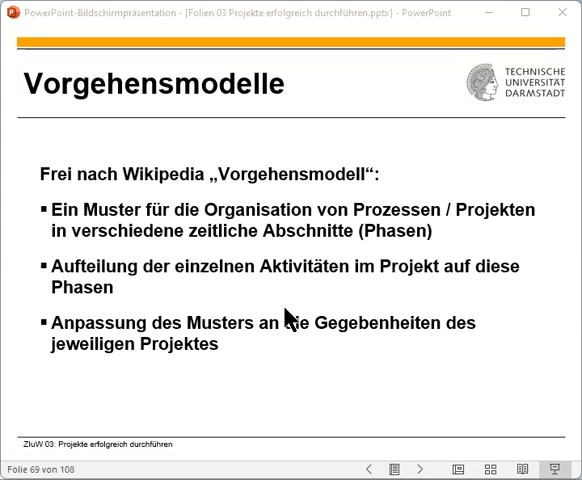 PowerPoint-Bildschirmpräsentation - [Folien 03 Projekte erfolgreich durchführen.pptx] - PowerPoint
Vorgehensmodelle
TECHNISCHE
UNIVERSITÄT
DARMSTADT
Frei nach Wikipedia „Vorgehensmodell“:
▪ Ein Muster für die Organisation von Prozessen / Projekten
in verschiedene zeitliche Abschnitte (Phasen)
▪ Aufteilung der einzelnen Aktivitäten im Projekt auf diese
Phasen
▪ Anpassung des Musters an die Gegebenheiten des
jeweiligen Projektes
ZIuW 03: Projekte erfolgreich durchführen
Folie 69 von 108